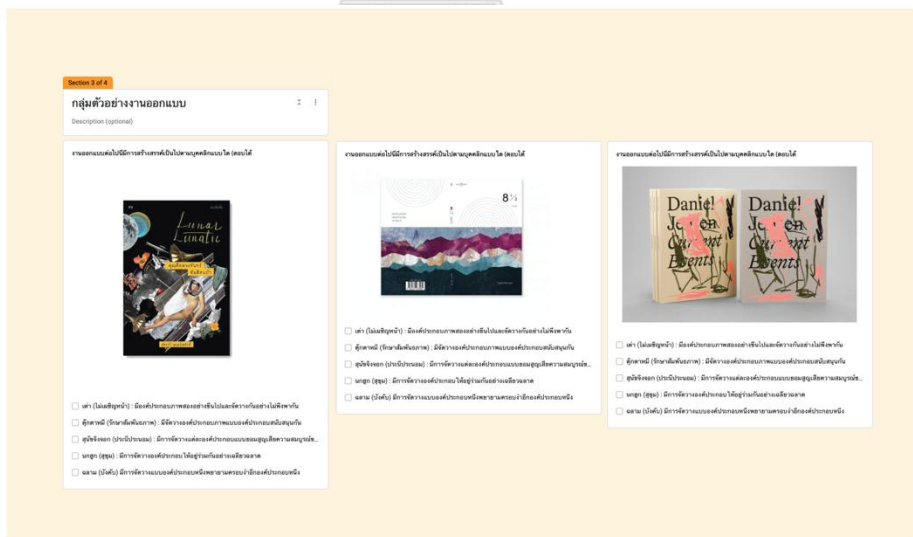 Section 3 of 4
กลุ่มตัวอย่างงานออกแบบ
Description (optional)
งานออกแบบต่อไปนี้มีการสร้างสรรค์เป็นไปตามบุคคลิกแบบใด (ตอบได้
Lunar
Lunatic
เต่า (ไม่เผชิญหน้า) : มีองค์ประกอบภาพสองอย่างขึ้นไปและจัดวางกันอย่างไม่พึ่งพากัน
ตุ๊กตาหมี (รักษาสัมพันธภาพ) : มีจัดวางองค์ประกอบภาพแบบองค์ประกอบสนับสนุนกัน
สุนัขจิ้งจอก (ประนีประนอม) : มีการจัดวางแต่ละองค์ประกอบแบบยอมสูญเสียความสมบูรณ์ข...
นกฮูก (สุขุม) : มีการจัดวางองค์ประกอบให้อยู่ร่วมกันอย่างเฉลียวฉลาด
ฉลาม (บังคับ) มีการจัดวางแบบองค์ประกอบหนึ่งพยายามครอบงำอีกองค์ประกอบหนึ่ง
งานออกแบบต่อไปนี้มีการสร้างสรรค์เป็นไปตามบุคคลิกแบบใด (ตอบได้
8½
เต่า (ไม่เผชิญหน้า) : มีองค์ประกอบภาพสองอย่างขึ้นไปและจัดวางกันอย่างไม่พึ่งพากัน
ตุ๊กตาหมี (รักษาสัมพันธภาพ) : มีจัดวางองค์ประกอบภาพแบบองค์ประกอบสนับสนุนกัน
สุนัขจิ้งจอก (ประนีประนอม) : มีการจัดวางแต่ละองค์ประกอบแบบยอมสูญเสียความสมบูรณ์ข...
นกฮูก (สุขุม) : มีการจัดวางองค์ประกอบให้อยู่ร่วมกันอย่างเฉลียวฉลาด
ฉลาม (บังคับ) มีการจัดวางแบบองค์ประกอบหนึ่งพยายามครอบงำอีกองค์ประกอบหนึ่ง
งานออกแบบต่อไปนี้มีการสร้างสรรค์เป็นไปตามบุคคลิกแบบใด (ตอบได้
Current
Events
Current
Events
เต่า (ไม่เผชิญหน้า) : มีองค์ประกอบภาพสองอย่างขึ้นไปและจัดวางกันอย่างไม่พึ่งพากัน
ตุ๊กตาหมี (รักษาสัมพันธภาพ) : มีจัดวางองค์ประกอบภาพแบบองค์ประกอบสนับสนุนกัน
สุนัขจิ้งจอก (ประนีประนอม) : มีการจัดวางแต่ละองค์ประกอบแบบยอมสูญเสียความสมบูรณ์ข...
นกฮูก (สุขุม) : มีการจัดวางองค์ประกอบให้อยู่ร่วมกันอย่างเฉลียวฉลาด
ฉลาม (บังคับ) มีการจัดวางแบบองค์ประกอบหนึ่งพยายามครอบงำอีกองค์ประกอบหนึ่ง